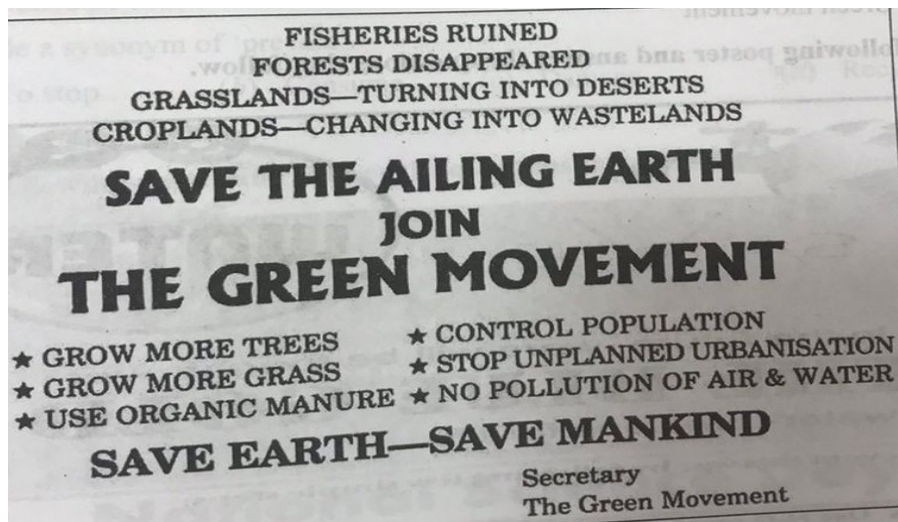 FISHERIES RUINED
FORESTS DISAPPEARED
GRASSLANDS—TURNING INTO DESERTS
CROPLANDS—CHANGING INTO WASTELANDS
SAVE THE AILING EARTH
JOIN
THE GREEN MOVEMENT
★ GROW MORE TREES
★ GROW MORE GRASS
★ USE ORGANIC MANURE
★ CONTROL POPULATION
★ STOP UNPLANNED URBANISATION
★ NO POLLUTION OF AIR & WATER
SAVE EARTH—SAVE MANKIND
Secretary
The Green Movement